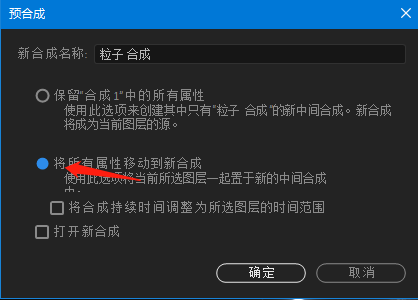 预合成
新合成名称: 粒子 合成
保留"合成 1"中的所有属性
使用此选项来创建其中只有"粒子 合成"的新中间合成。新合成
将成为当前图层的源。
将所有属性移动到新合成
使用此选项将当前所选图层一起置于新的中间合成
中。
将合成持续时间调整为所选图层的时间范围
打开新合成
确定 取消